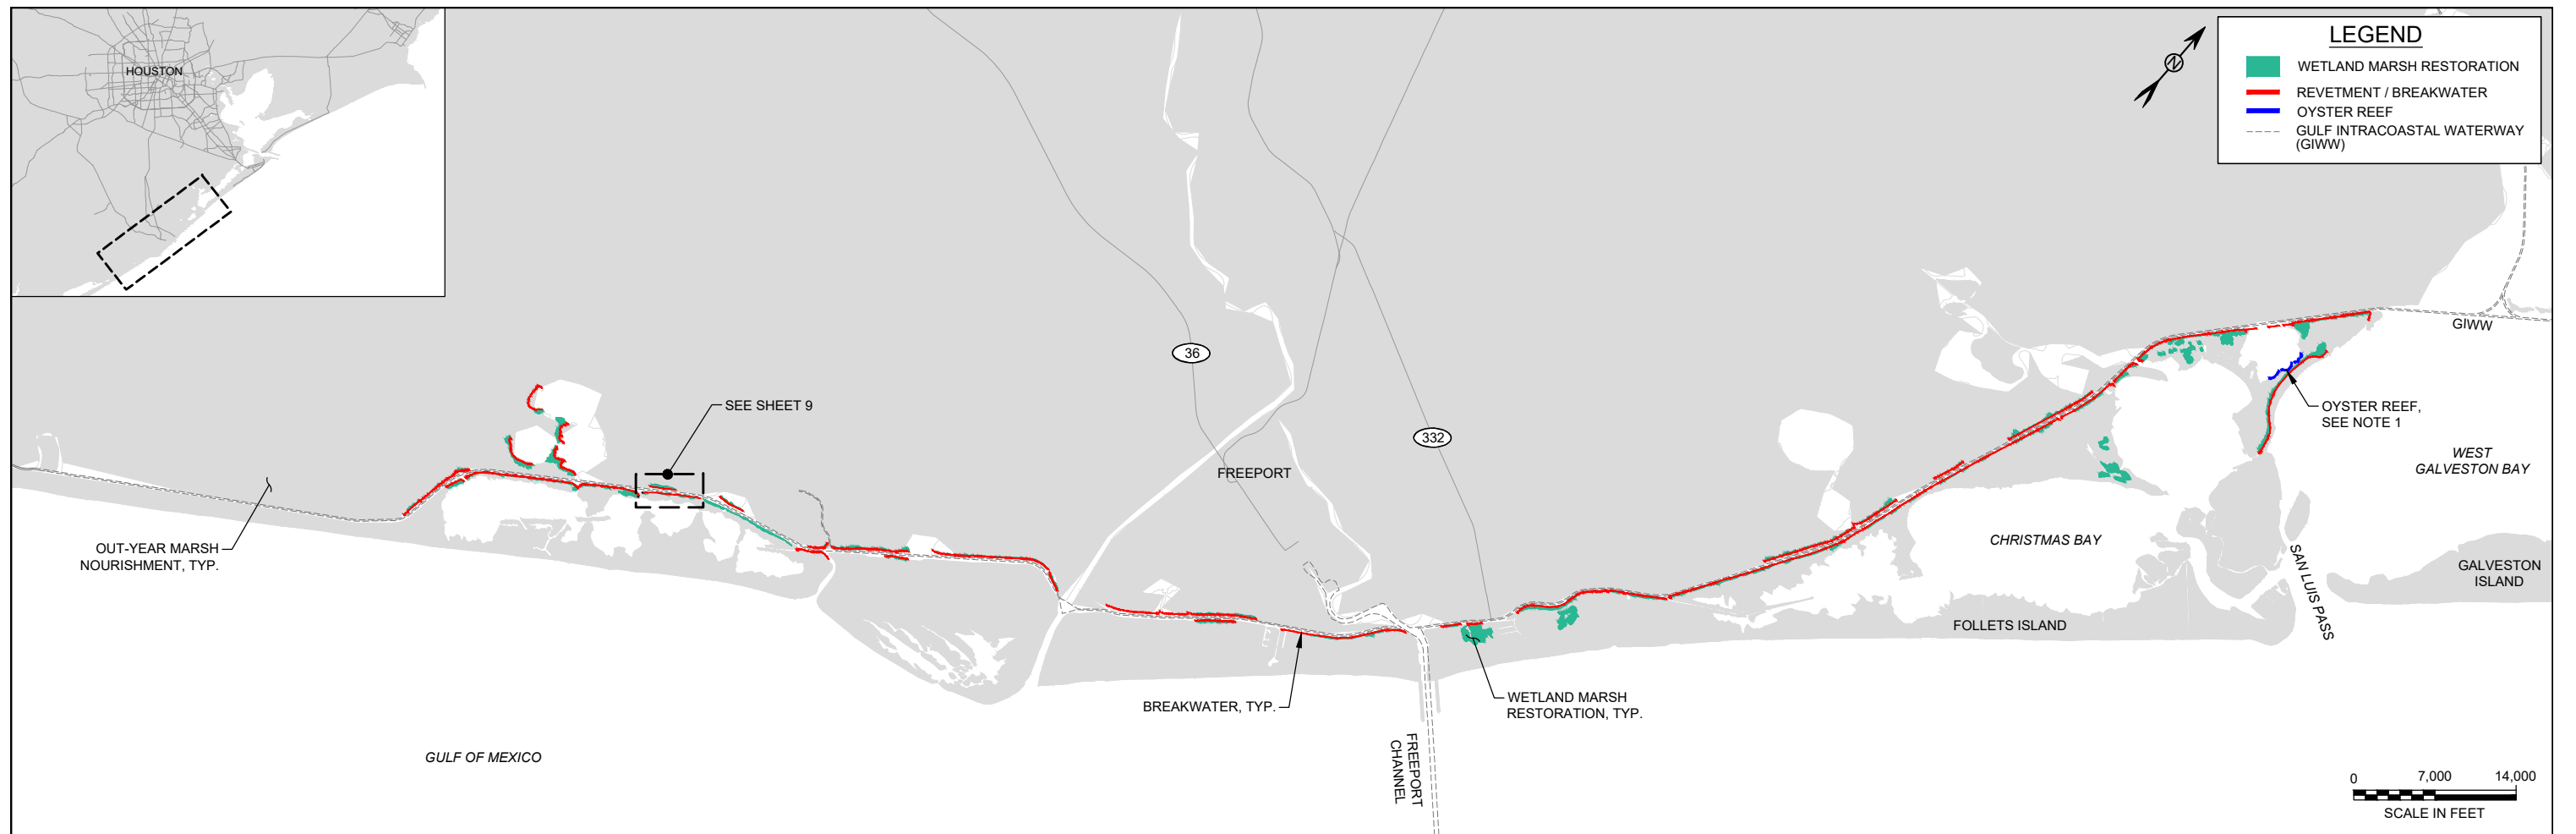 HOUSTON
N
LEGEND
WETLAND MARSH RESTORATION
REVETMENT / BREAKWATER
OYSTER REEF
GULF INTRACOASTAL WATERWAY
(GIWW)
GIWW
36
SEE SHEET 9
332
FREEPORT
OYSTER REEF,
SEE NOTE 1
WEST
GALVESTON BAY
OUT-YEAR MARSH
NOURISHMENT, TYP.
CHRISTMAS BAY
SAN LUIS PASS
GALVESTON
ISLAND
FOLLETS ISLAND
BREAKWATER, TYP.
WETLAND MARSH
RESTORATION, TYP.
GULF OF MEXICO
FREEPORT
CHANNEL
0 7,000 14,000
SCALE IN FEET